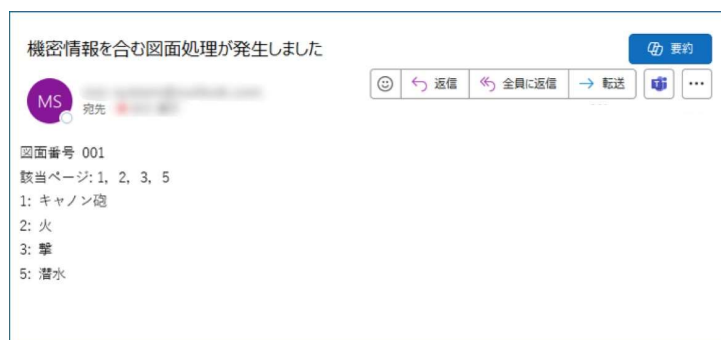 機密情報を含む図面処理が発生しました
要約
MS
返信
全員に返信
転送
宛先
図面番号 001
該当ページ: 1, 2, 3, 5
1: キャノン砲
2: 火
3: 撃
5: 潜水